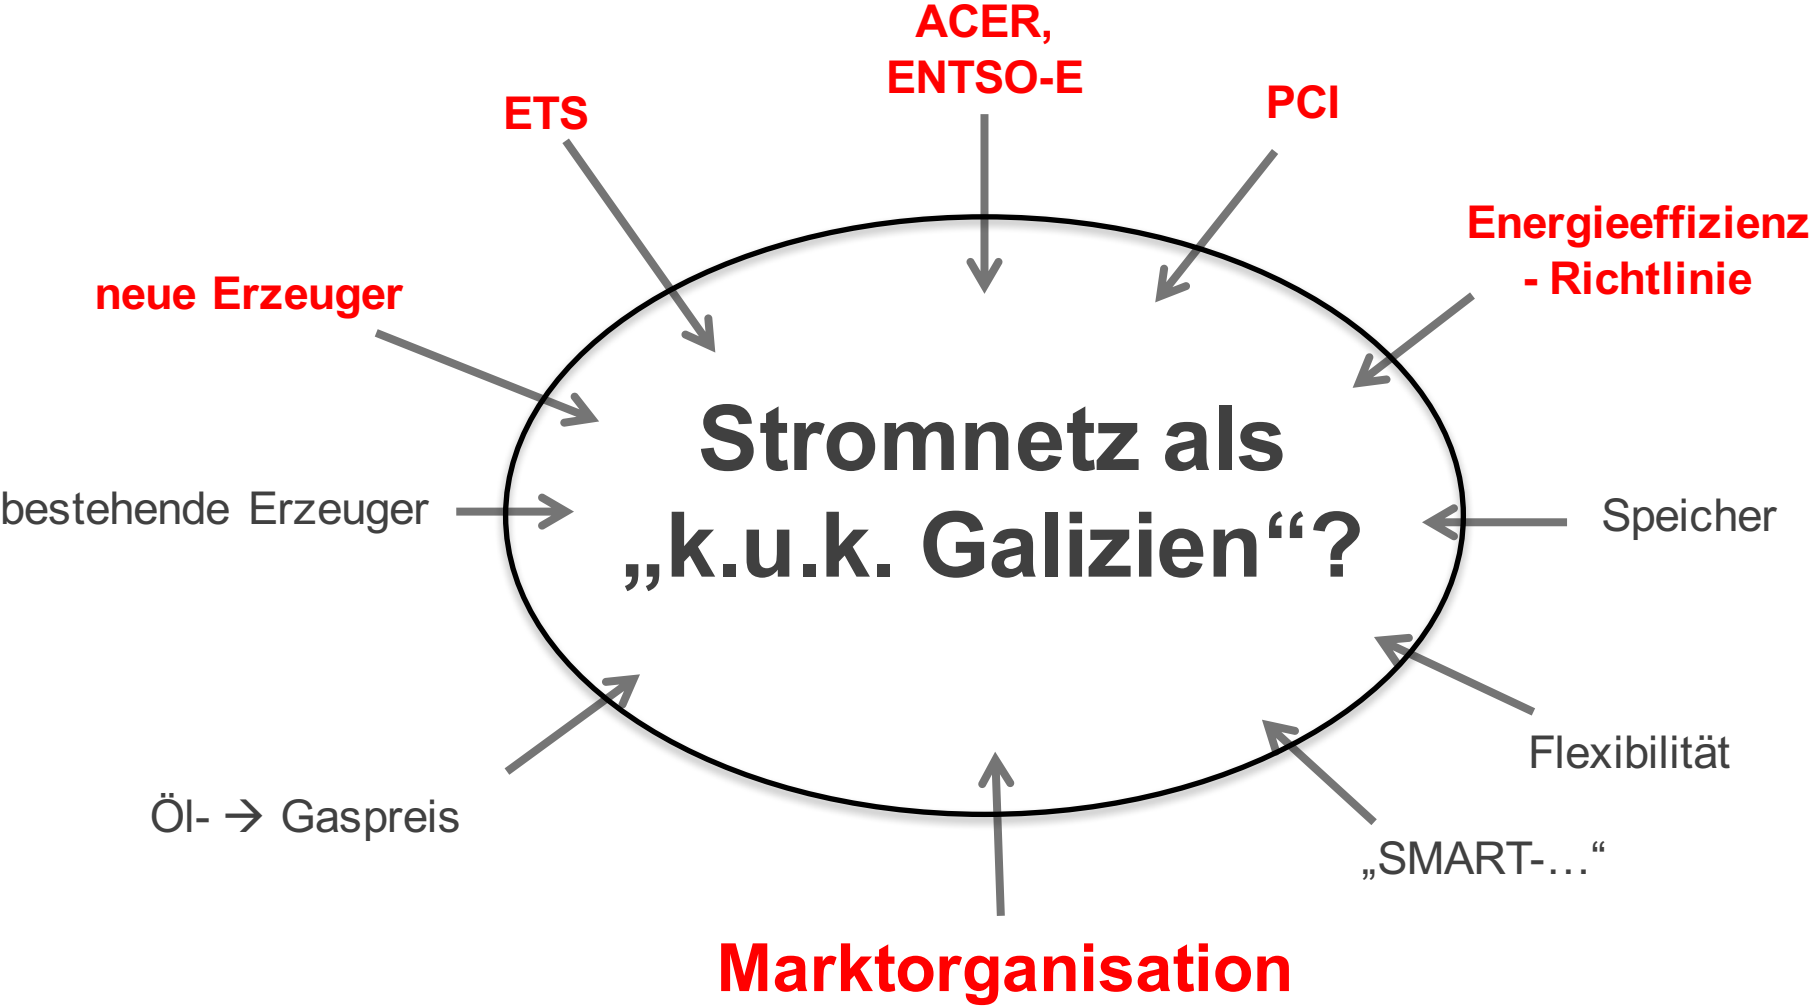 ACER,
ENTSO-E
ETS
PCI
Energieeffizienz
- Richtlinie
neue Erzeuger
Stromnetz als
„k.u.k. Galizien“?
bestehende Erzeuger
Speicher
Flexibilität
Öl- → Gaspreis
„SMART-...“
Marktorganisation